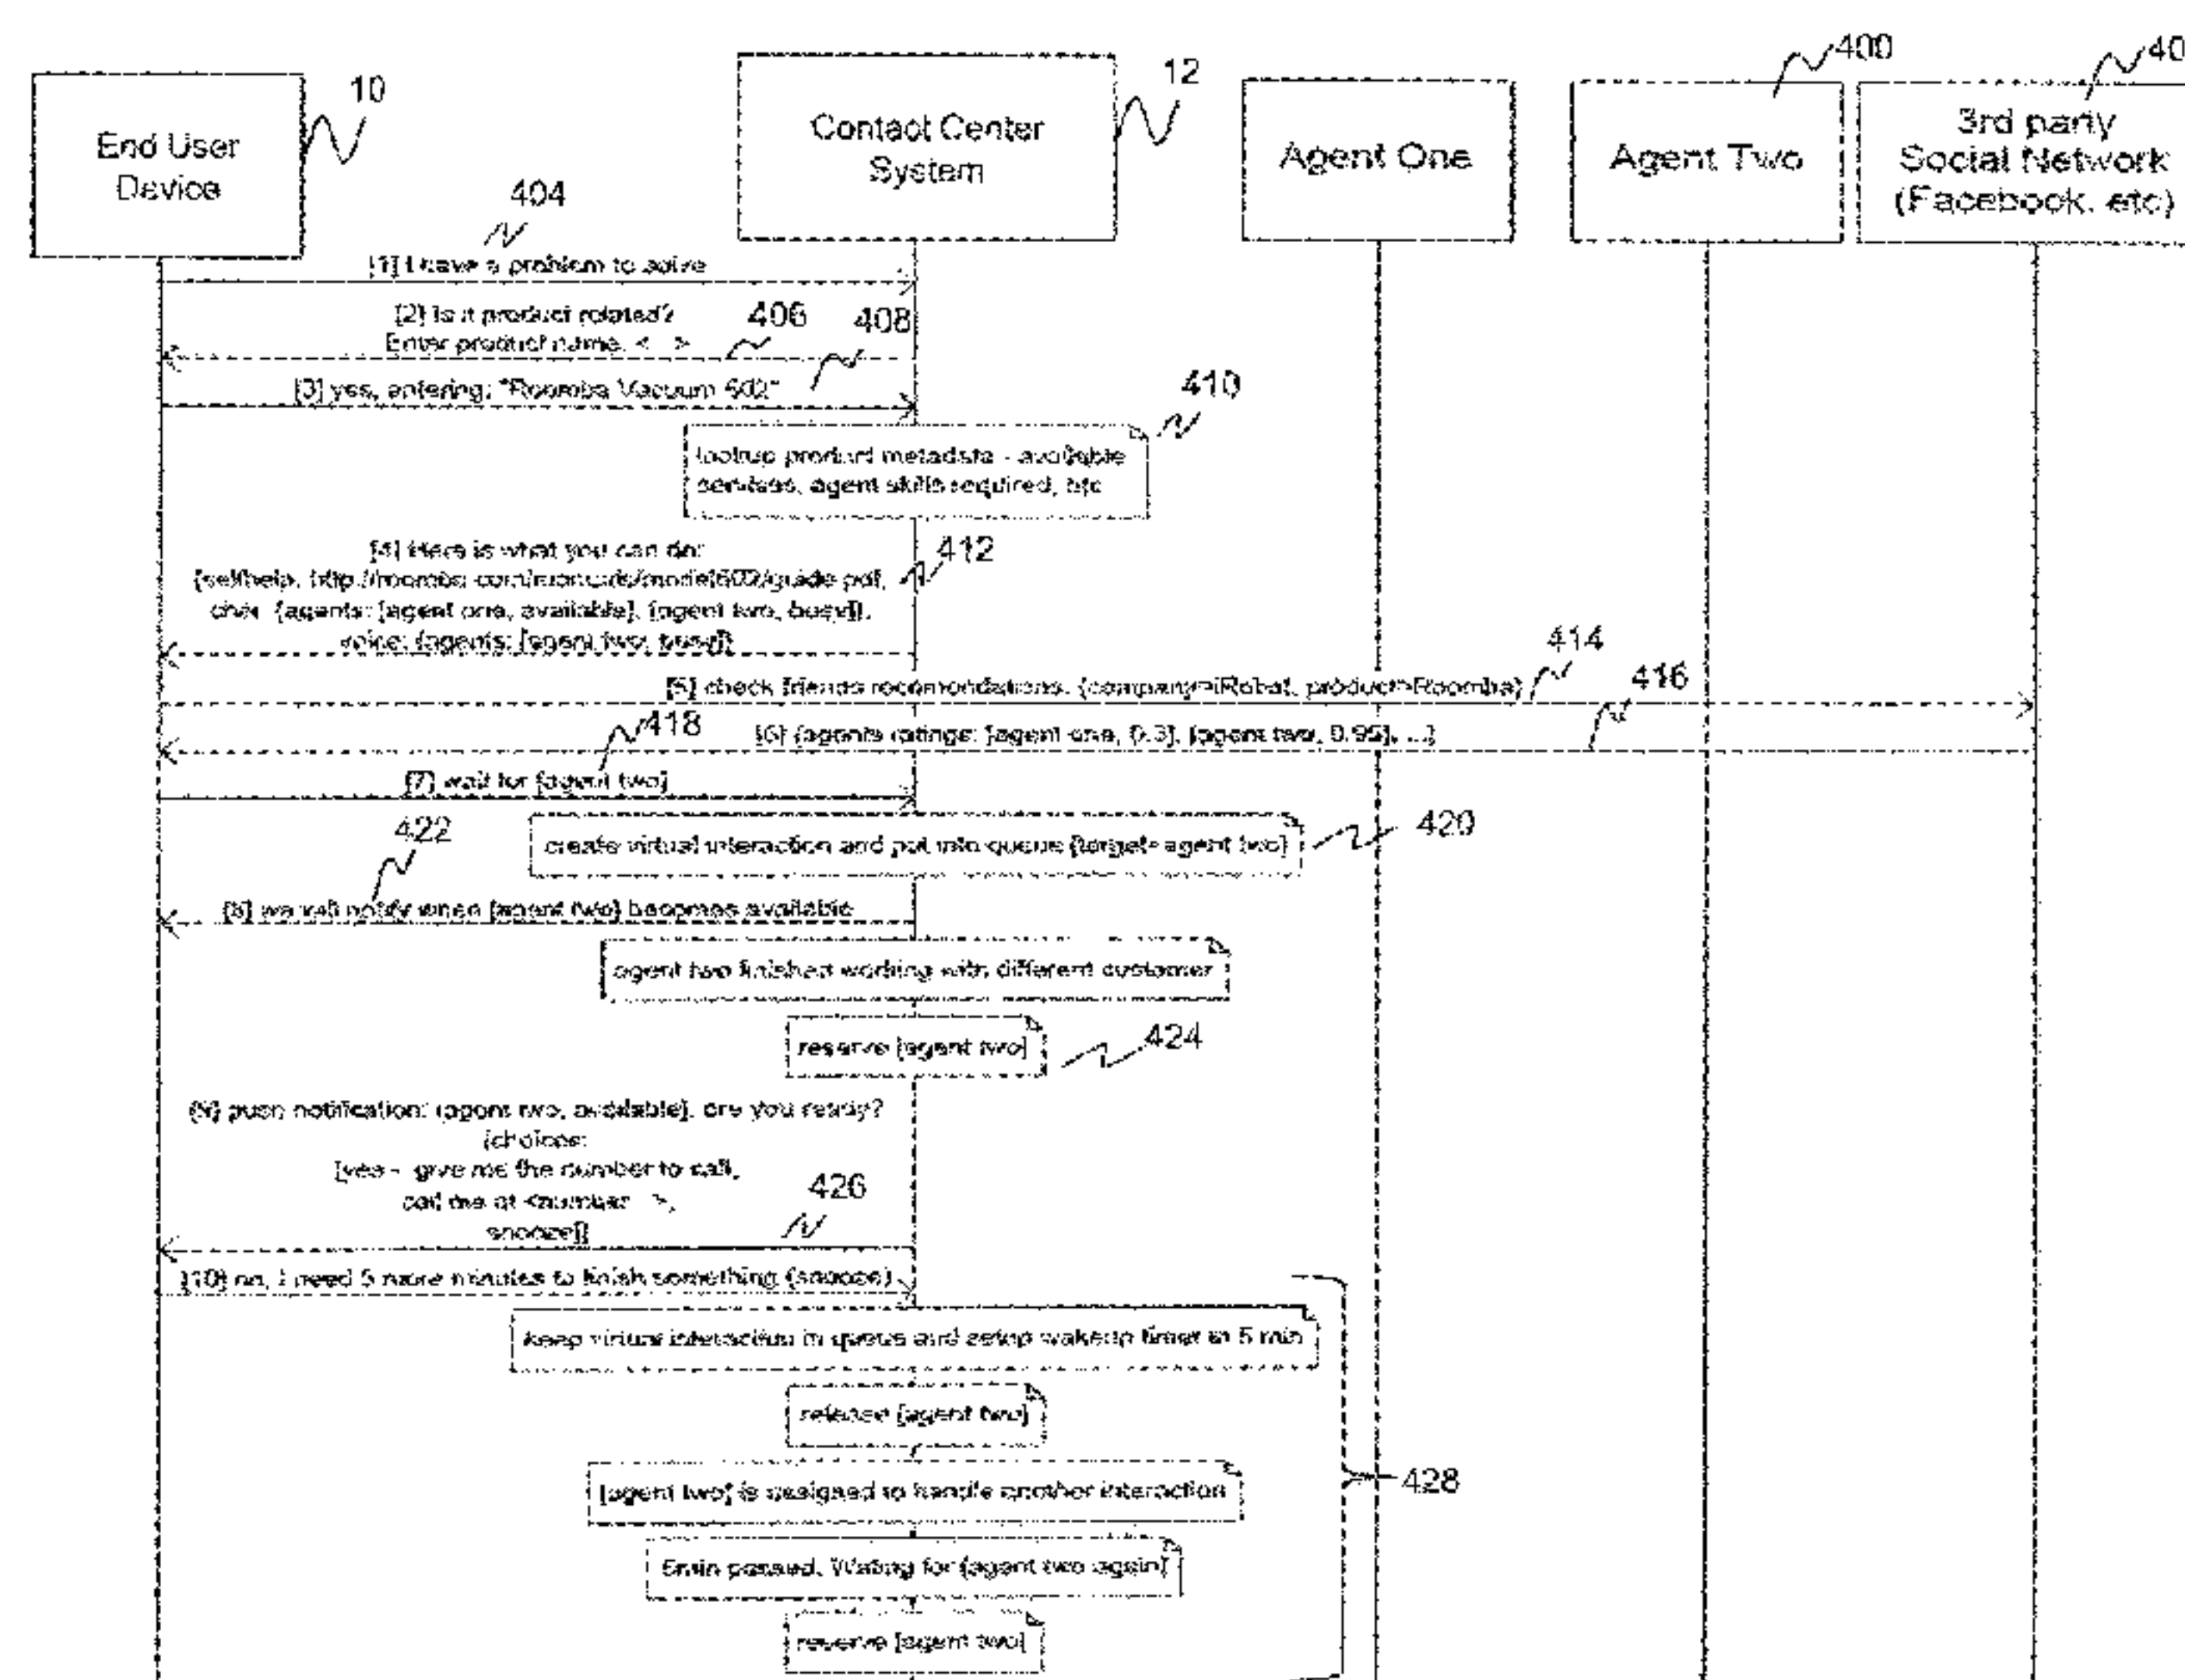 10
12
400
40
End User
Device
Contact Center
System
Agent One
Agent Two
3rd party
Social Network
(Facebook, etc)
404
[1] I have a problem to solve
[2] Is it product related?
406
408
Enter product name. < >
[3] yes, entering: "Roomba Vacuum 602"
410
lookup product metadata - available
services, agent skills required, etc
412
[4] Here is what you can do:
{selfhelp. http://roomba.com/manuals/model602/guide.pdf,
chat {agents: [agent one, available], [agent two, busy]},
voice: {agents: [agent two, busy]}
414
[5] check friends recomondations. {company=iRobot, product=Roomba}
416
418
[6] {agents ratings: [agent one, 0.3], [agent two, 0.95], ...}
[7] wait for [agent two]
422
420
create virtual interaction and put into queue {target= agent two}
[8] we will notify when [agent two] becomes available
agent two finished working with different customer
reserve [agent two]
424
[9] push notification: {agent two, available}, are you ready?
{choices:
[yes - give me the number to call,
call me at <number >,
snooze]}
426
[10] no, I need 5 more minutes to finish something (snooze)
keep virtual interaction in queue and setup wakeup timer in 5 min
release [agent two]
[agent two] is assigned to handle another interaction
428
5min passed. Waiting for [agent two again]
reserve [agent two]